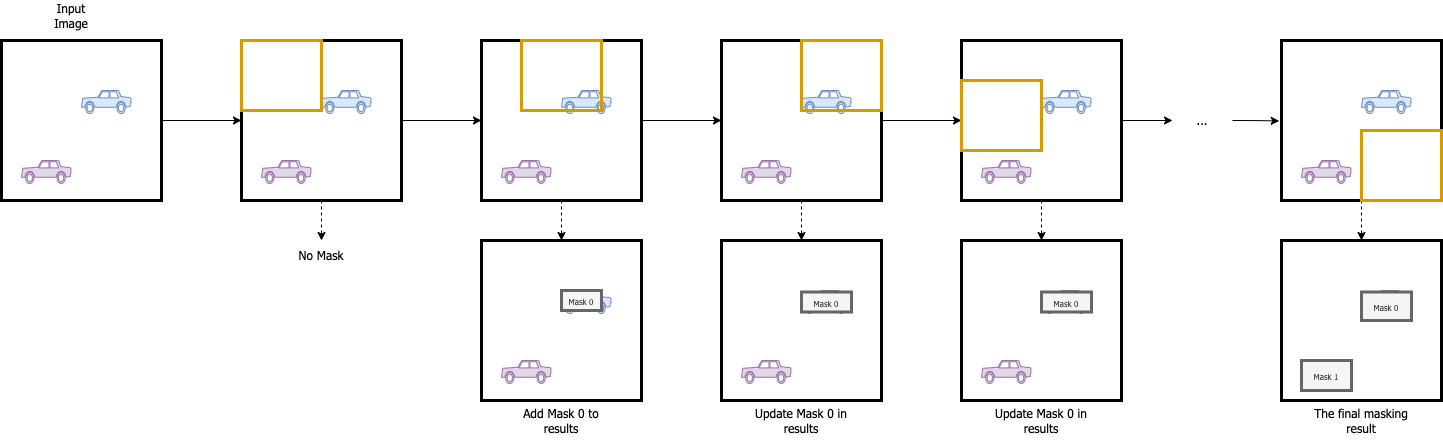 Input
Image
...
No Mask
Mask 0
Mask 0
Mask 0
Mask 0
Mask 1
Add Mask 0 to
results
Update Mask 0 in
results
Update Mask 0 in
results
The final masking
result